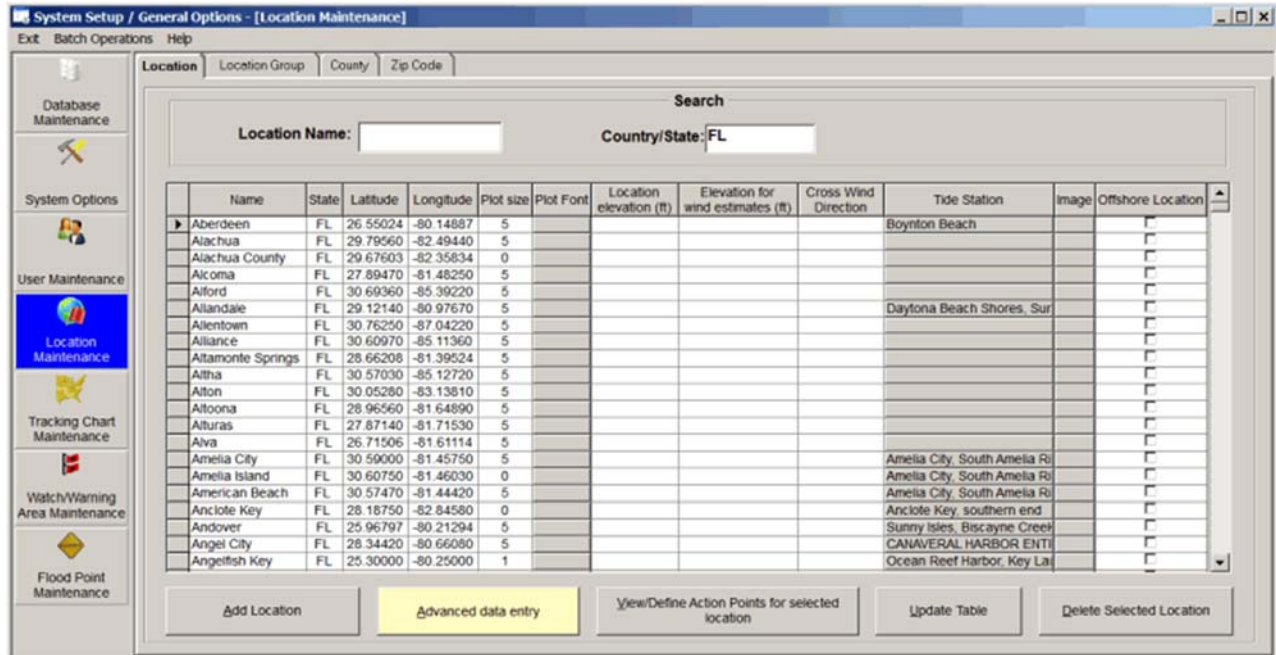 System Setup / General Options - [Location Maintenance]
Exit Batch Operations Help
Database
Maintenance
System Options
User Maintenance
Location
Maintenance
Tracking Chart
Maintenance
Watch/Warning
Area Maintenance
Flood Point
Maintenance
Location Location Group County Zip Code
Search
Location Name: Country/State: FL
Name State Latitude Longitude Plot size Plot Font Location elevation (ft) Elevation for wind estimates (ft) Cross Wind Direction Tide Station Image Offshore Location
Aberdeen FL 26.55024 -80.14887 5 Boynton Beach
Alachua FL 29.79560 -82.49440 5
Alachua County FL 29.67603 -82.35834 0
Alcoma FL 27.89470 -81.48250 5
Alford FL 30.69360 -85.39220 5
Allandale FL 29.12140 -80.97670 5 Daytona Beach Shores, Sur
Allentown FL 30.76250 -87.04220 5
Alliance FL 30.60970 -85.11360 5
Altamonte Springs FL 28.66208 -81.39524 5
Altha FL 30.57030 -85.12720 5
Alton FL 30.05280 -83.13810 5
Altoona FL 28.96560 -81.64890 5
Alturas FL 27.87140 -81.71530 5
Alva FL 26.71506 -81.61114 5
Amelia City FL 30.59000 -81.45750 5 Amelia City, South Amelia Ri
Amelia Island FL 30.60750 -81.46030 0 Amelia City, South Amelia Ri
American Beach FL 30.57470 -81.44420 5 Amelia City, South Amelia Ri
Anclote Key FL 28.18750 -82.84580 0 Anclote Key, southern end
Andover FL 25.96797 -80.21294 5 Sunny Isles, Biscayne Creek
Angel City FL 28.34420 -80.66080 5 CANAVERAL HARBOR ENTI
Angelfish Key FL 25.30000 -80.25000 1 Ocean Reef Harbor, Key Lar
Add Location
Advanced data entry
View/Define Action Points for selected
location
Update Table
Delete Selected Location